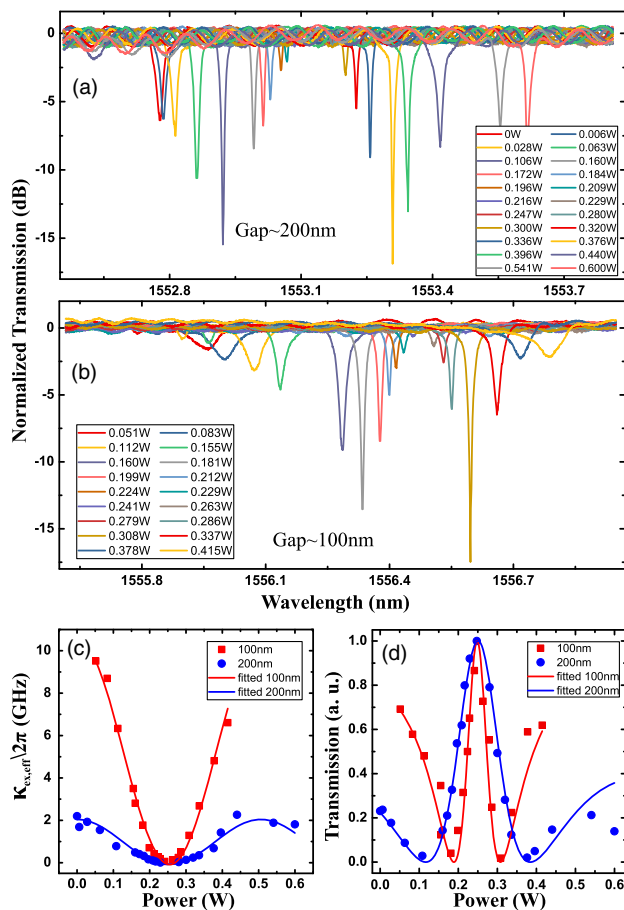 0
-5
-10
-15
(a)
Gap~200nm
0W 0.006W
0.028W 0.063W
0.106W 0.160W
0.172W 0.184W
0.196W 0.209W
0.216W 0.229W
0.247W 0.280W
0.300W 0.320W
0.336W 0.376W
0.396W 0.440W
0.541W 0.600W
1552.8 1553.1 1553.4 1553.7
Normalized Transmission (dB)
0
-5
-10
-15
(b)
Gap~100nm
0.051W 0.083W
0.112W 0.155W
0.160W 0.181W
0.199W 0.212W
0.224W 0.229W
0.241W 0.263W
0.279W 0.286W
0.308W 0.337W
0.378W 0.415W
1555.8 1556.1 1556.4 1556.7
Wavelength (nm)
(c)
100nm
200nm
fitted 100nm
fitted 200nm
10
8
6
4
2
0
κex,eff\2π (GHz)
0.0 0.1 0.2 0.3 0.4 0.5 0.6
Power (W)
(d)
100nm
200nm
fitted 100nm
fitted 200nm
1.0
0.8
0.6
0.4
0.2
0.0
Transmission (a. u.)
0.0 0.1 0.2 0.3 0.4 0.5 0.6
Power (W)